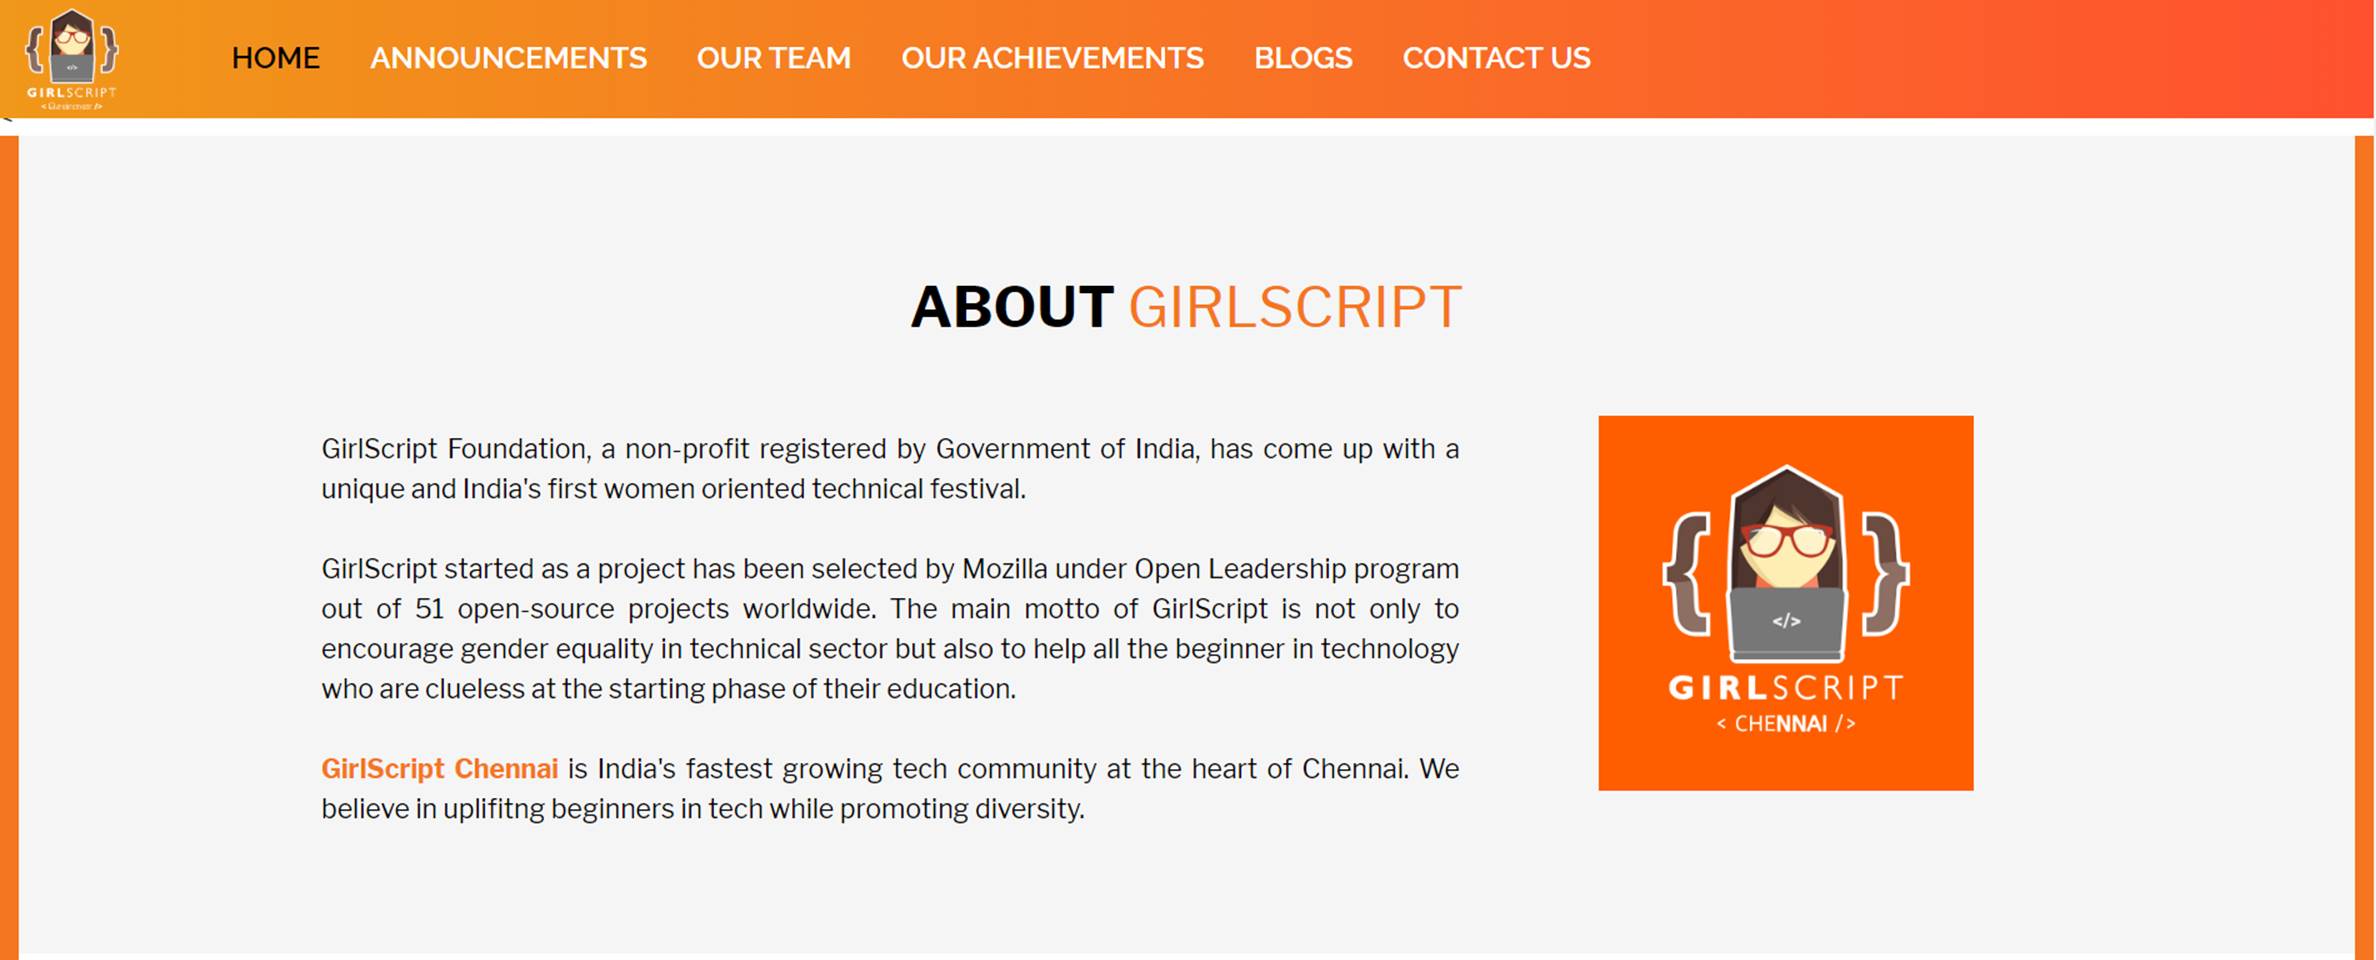 </>
GIRLSCRIPT
HOME ANNOUNCEMENTS OUR TEAM OUR ACHIEVEMENTS BLOGS CONTACT US
<
ABOUT GIRLSCRIPT
GirlScript Foundation, a non-profit registered by Government of India, has come up with a
unique and India's first women oriented technical festival.
GirlScript started as a project has been selected by Mozilla under Open Leadership program
out of 51 open-source projects worldwide. The main motto of GirlScript is not only to
encourage gender equality in technical sector but also to help all the beginner in technology
who are clueless at the starting phase of their education.
GirlScript Chennai is India's fastest growing tech community at the heart of Chennai. We
believe in uplifitng beginners in tech while promoting diversity.
{ }
</>
GIRLSCRIPT
< CHENNAI />